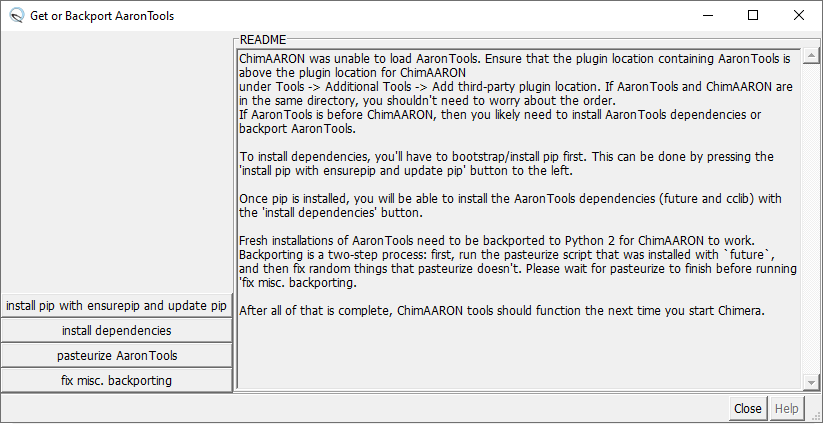 Get or Backport AaronTools
README
ChimAARON was unable to load AaronTools. Ensure that the plugin location containing AaronTools is
above the plugin location for ChimAARON
under Tools -> Additional Tools -> Add third-party plugin location. If AaronTools and ChimAARON are
in the same directory, you shouldn't need to worry about the order.
If AaronTools is before ChimAARON, then you likely need to install AaronTools dependencies or
backport AaronTools.
To install dependencies, you'll have to bootstrap/install pip first. This can be done by pressing the
'install pip with ensurepip and update pip' button to the left.
Once pip is installed, you will be able to install the AaronTools dependencies (future and cclib) with
the 'install dependencies' button.
Fresh installations of AaronTools need to be backported to Python 2 for ChimAARON to work.
Backporting is a two-step process: first, run the pasteurize script that was installed with `future`,
and then fix random things that pasteurize doesn't. Please wait for pasteurize to finish before running
'fix misc. backporting.
After all of that is complete, ChimAARON tools should function the next time you start Chimera.
install pip with ensurepip and update pip
install dependencies
pasteurize AaronTools
fix misc. backporting
Close
Help